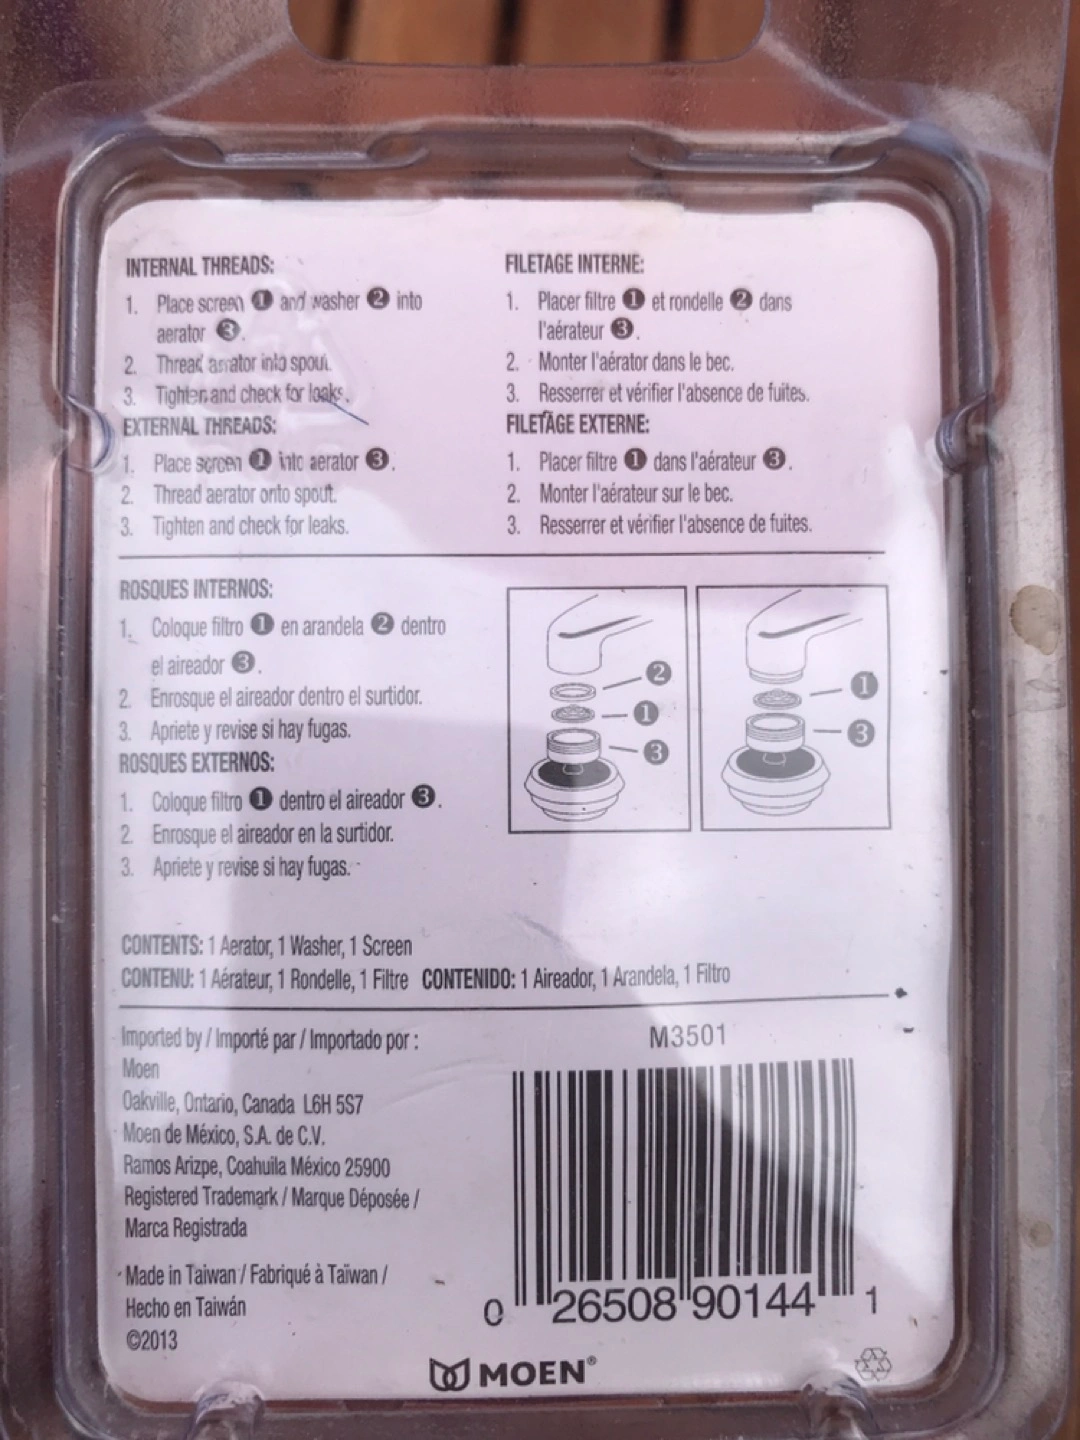 INTERNAL THREADS:
1. Place screen ❶ and washer ❷ into
aerator ❸.
2. Thread aerator into spout.
3. Tighten and check for leaks.
EXTERNAL THREADS:
1. Place screen ❶ into aerator ❸.
2. Thread aerator onto spout.
3. Tighten and check for leaks.
FILETAGE INTERNE:
1. Placer filtre ❶ et rondelle ❷ dans
l'aérateur ❸.
2. Monter l'aérator dans le bec.
3. Resserrer et vérifier l'absence de fuites.
FILETAGE EXTERNE:
1. Placer filtre ❶ dans l'aérateur ❸.
2. Monter l'aérateur sur le bec.
3. Resserrer et vérifier l'absence de fuites.
ROSQUES INTERNOS:
1. Coloque filtro ❶ en arandela ❷ dentro
el aireador ❸.
2. Enrosque el aireador dentro el surtidor.
3. Apriete y revise si hay fugas.
ROSQUES EXTERNOS:
1. Coloque filtro ❶ dentro el aireador ❸.
2. Enrosque el aireador en la surtidor.
3. Apriete y revise si hay fugas.
❷
❶
❸
❶
❸
CONTENTS: 1 Aerator, 1 Washer, 1 Screen
CONTENU: 1 Aérateur, 1 Rondelle, 1 Filtre CONTENIDO: 1 Aireador, 1 Arandela, 1 Filtro
Imported by / Importé par / Importado por :
Moen
Oakville, Ontario, Canada L6H 5S7
Moen de México, S.A. de C.V.
Ramos Arizpe, Coahuila México 25900
Registered Trademark / Marque Déposée /
Marca Registrada
Made in Taiwan / Fabriqué à Taïwan /
Hecho en Taiwán
©2013
M3501
0 26508 90144 1
MOEN®